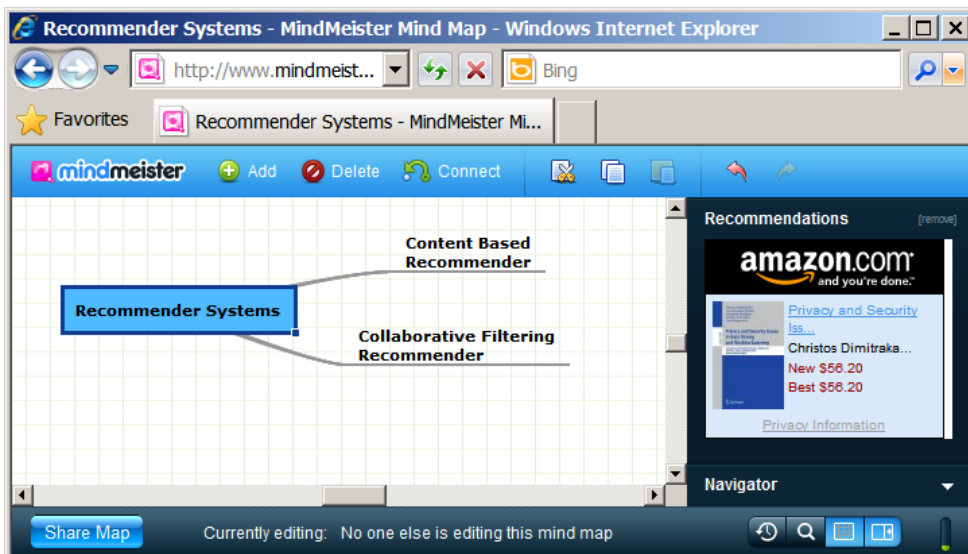 Recommender Systems - MindMeister Mind Map - Windows Internet Explorer
http://www.mindmeist...
Bing
Favorites
Recommender Systems - MindMeister Mi...
mindmeister
Add
Delete
Connect
Recommendations
[remove]
Content Based
Recommender
Recommender Systems
Collaborative Filtering
Recommender
amazon.com
and you're done.™
Privacy and Security
Iss...
Christos Dimitraka...
New $56.20
Best $56.20
Privacy Information
Navigator
Share Map
Currently editing: No one else is editing this mind map